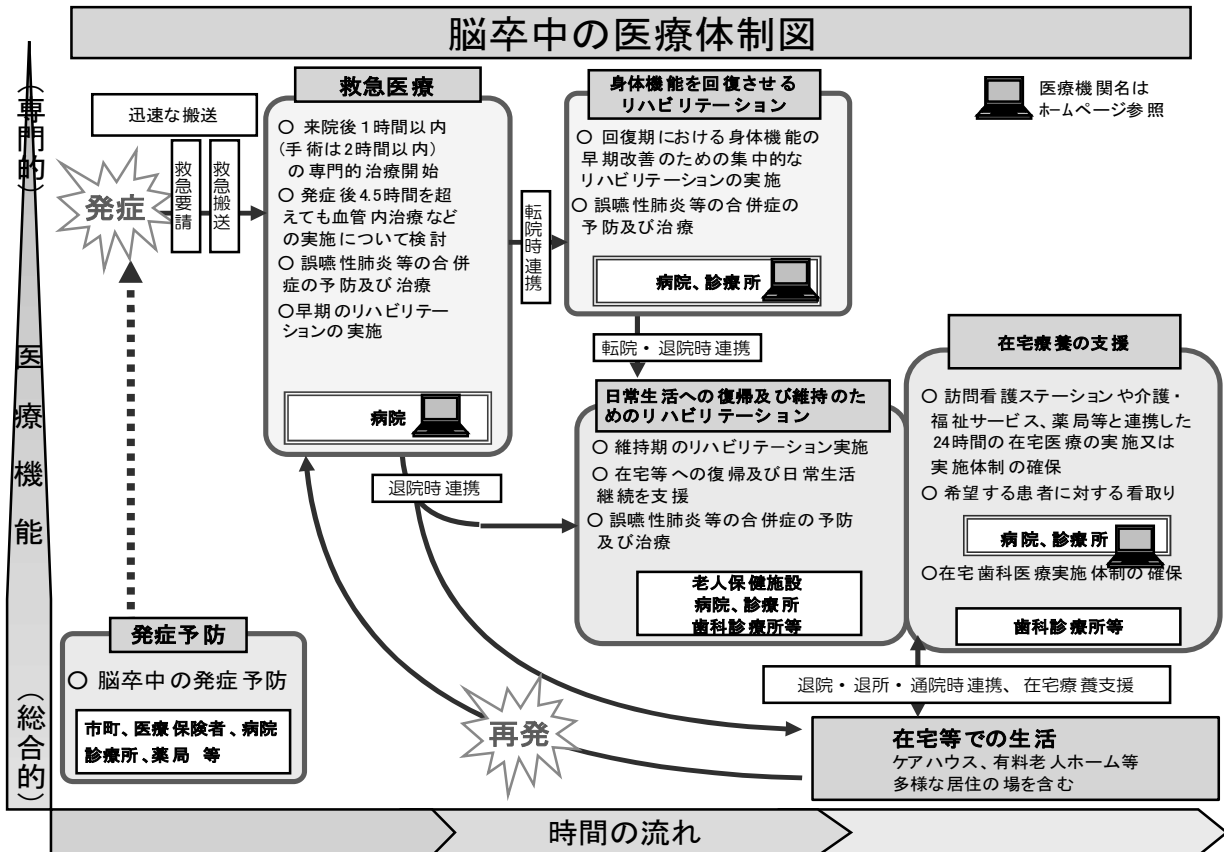 脳卒中の医療体制図
医療機関名は
ホームページ参照
(専門的)
医療機能
(総合的)
迅速な搬送
発症
救急要請
救急搬送
救急医療
○ 来院後1時間以内
(手術は2時間以内)
の専門的治療開始
○ 発症後4.5時間を超
えても血管内治療など
の実施について検討
○ 誤嚥性肺炎等の合併
症の予防及び治療
○早期のリハビリテー
ションの実施
病院
転院時連携
身体機能を回復させる
リハビリテーション
○ 回復期における身体機能の
早期改善のための集中的な
リハビリテーションの実施
○ 誤嚥性肺炎等の合併症の
予防及び治療
病院、診療所
転院・退院時連携
退院時連携
日常生活への復帰及び維持のた
めのリハビリテーション
○ 維持期のリハビリテーション実施
○ 在宅等への復帰及び日常生活
継続を支援
○ 誤嚥性肺炎等の合併症の予防
及び治療
老人保健施設
病院、診療所
歯科診療所等
在宅療養の支援
○ 訪問看護ステーションや介護・
福祉サービス、薬局等と連携した
24時間の在宅医療の実施又は
実施体制の確保
○ 希望する患者に対する看取り
病院、診療所
○在宅歯科医療実施体制の確保
歯科診療所等
発症予防
○ 脳卒中の発症予防
市町、医療保険者、病院
診療所、薬局 等
再発
退院・退所・通院時連携、在宅療養支援
在宅等での生活
ケアハウス、有料老人ホーム等
多様な居住の場を含む
時間の流れ